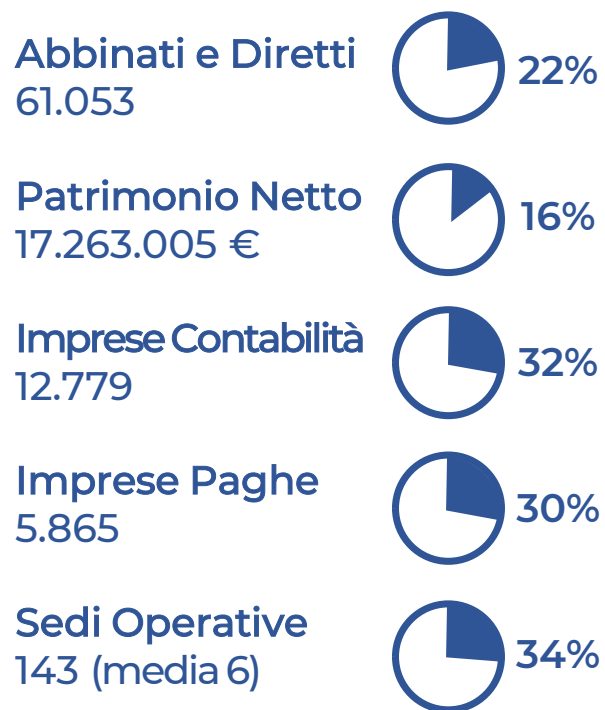 Abbinati e Diretti
61.053
22%
Patrimonio Netto
17.263.005 €
16%
Imprese Contabilità
12.779
32%
Imprese Paghe
5.865
30%
Sedi Operative
143 (media 6)
34%